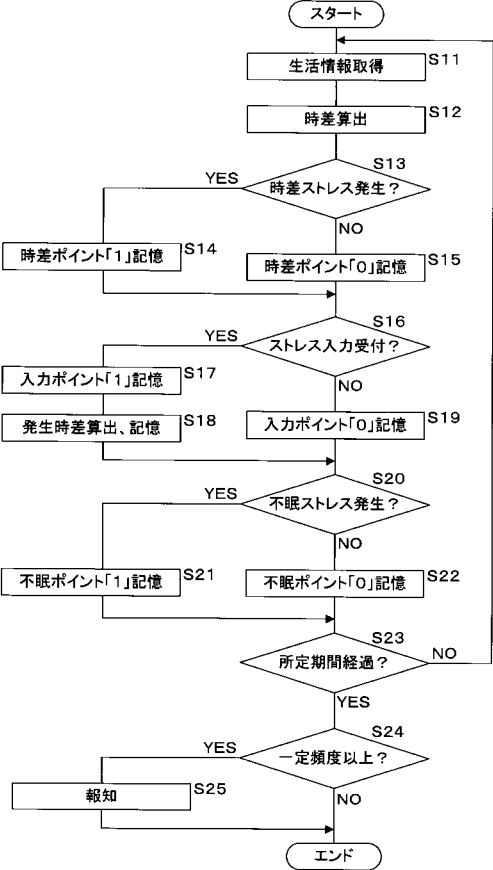 スタート
生活情報取得
S11
時差算出
S12
S13
時差ストレス発生?
YES
NO
時差ポイント「1」記憶
S14
時差ポイント「0」記憶
S15
S16
ストレス入力受付?
YES
NO
入力ポイント「1」記憶
S17
発生時差算出、記憶
S18
入力ポイント「0」記憶
S19
S20
不眠ストレス発生?
YES
NO
不眠ポイント「1」記憶
S21
不眠ポイント「0」記憶
S22
S23
所定期間経過?
NO
YES
S24
一定頻度以上?
YES
NO
報知
S25
エンド